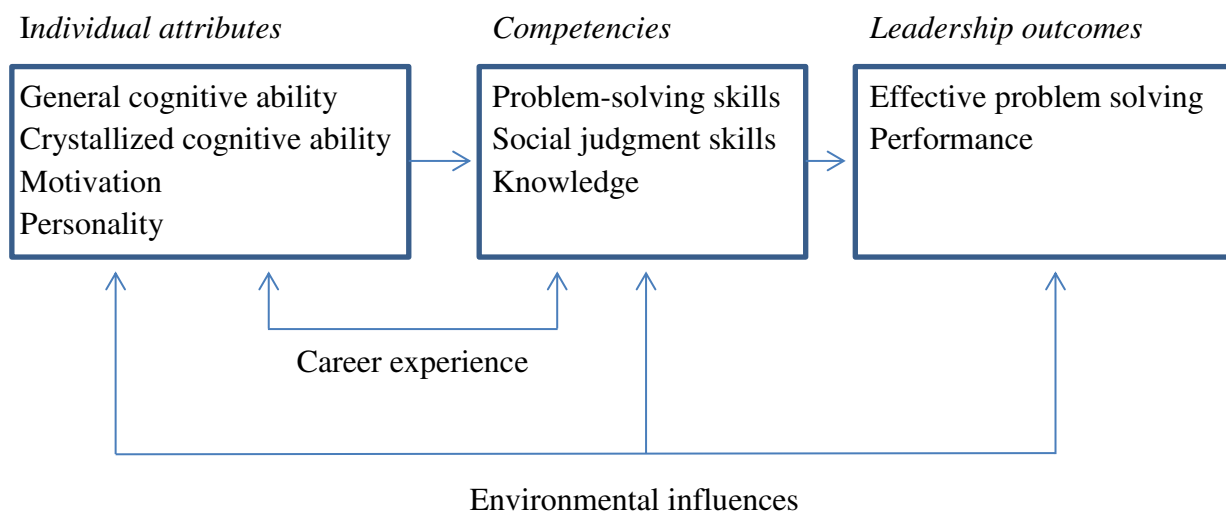 Individual attributes
Competencies
Leadership outcomes
General cognitive ability
Crystallized cognitive ability
Motivation
Personality
Problem-solving skills
Social judgment skills
Knowledge
Effective problem solving
Performance
Career experience
Environmental influences